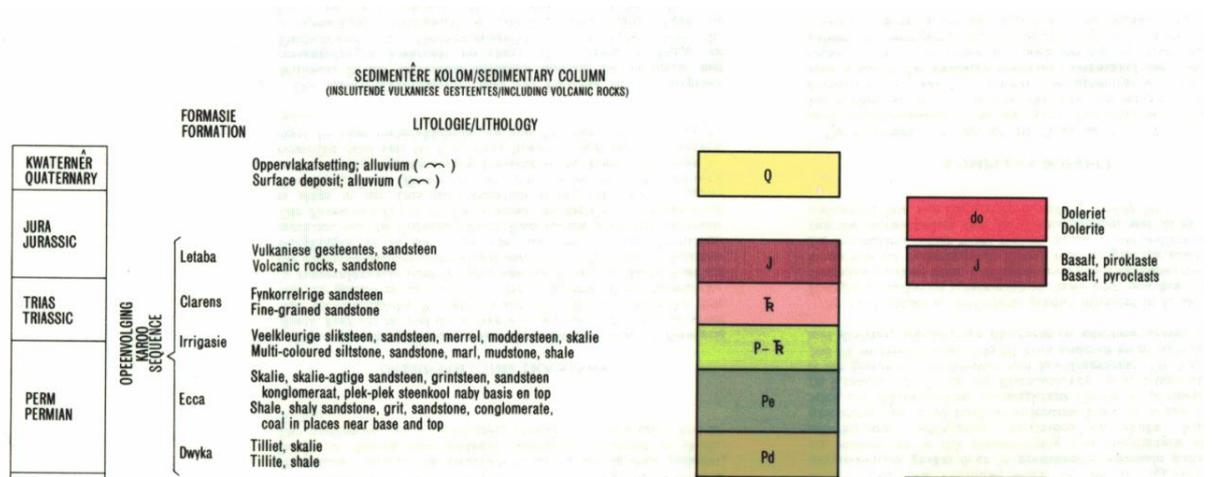 SEDIMENTÊRE KOLOM/SEDIMENTARY COLUMN
(INSLUITENDE VULKANIESE GESTEENTES/INCLUDING VOLCANIC ROCKS)
FORMASIE
FORMATION
LITOLOGIE/LITHOLOGY
KWATERNÊR
QUATERNARY
Oppervlakafsetting; alluvium ( )
Surface deposit; alluvium ( )
Q
JURA
JURASSIC
do
Doleriet
Dolerite
OPEENVOLGING
KAROO
SEQUENCE
Letaba
Vulkaniese gesteentes, sandsteen
Volcanic rocks, sandstone
J
J
Basalt, piroklaste
Basalt, pyroclasts
TRIAS
TRIASSIC
Clarens
Fynkorrelrige sandsteen
Fine-grained sandstone
T̶R
Irrigasie
Veelkleurige sliksteen, sandsteen, merrel, moddersteen, skalie
Multi-coloured siltstone, sandstone, marl, mudstone, shale
P–T̶R
PERM
PERMIAN
Ecca
Skalie, skalie-agtige sandsteen, grintsteen, sandsteen
konglomeraat, plek-plek steenkool naby basis en top
Shale, shaly sandstone, grit, sandstone, conglomerate,
coal in places near base and top
Pe
Dwyka
Tilliet, skalie
Tillite, shale
Pd